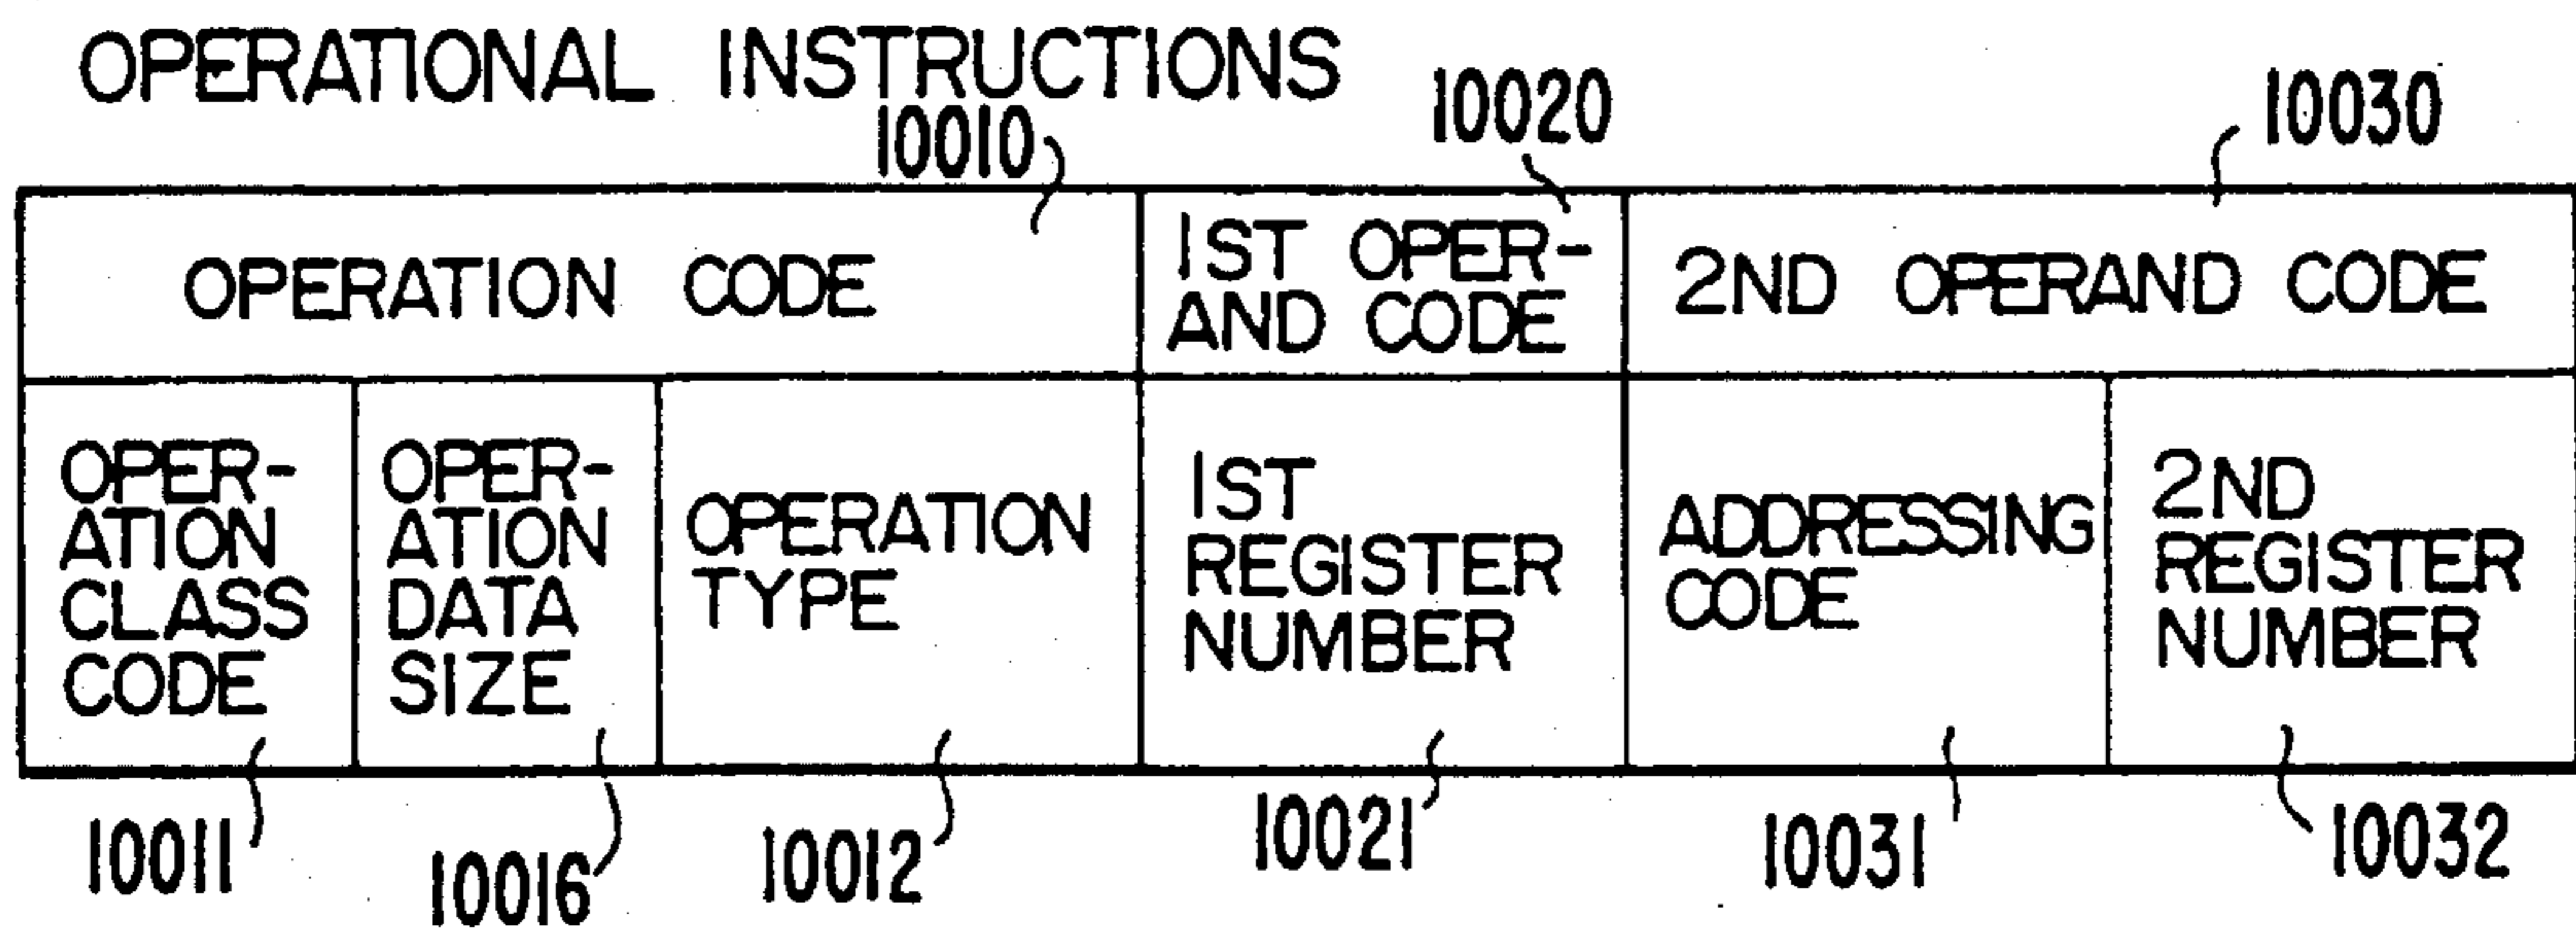 OPERATIONAL INSTRUCTIONS
10010
10020
10030
OPERATION CODE
1ST OPER-
AND CODE
2ND OPERAND CODE
OPER-
ATION
CLASS
CODE
OPER-
ATION
DATA
SIZE
OPERATION
TYPE
1ST
REGISTER
NUMBER
ADDRESSING
CODE
2ND
REGISTER
NUMBER
10011
10016
10012
10021
10031
10032